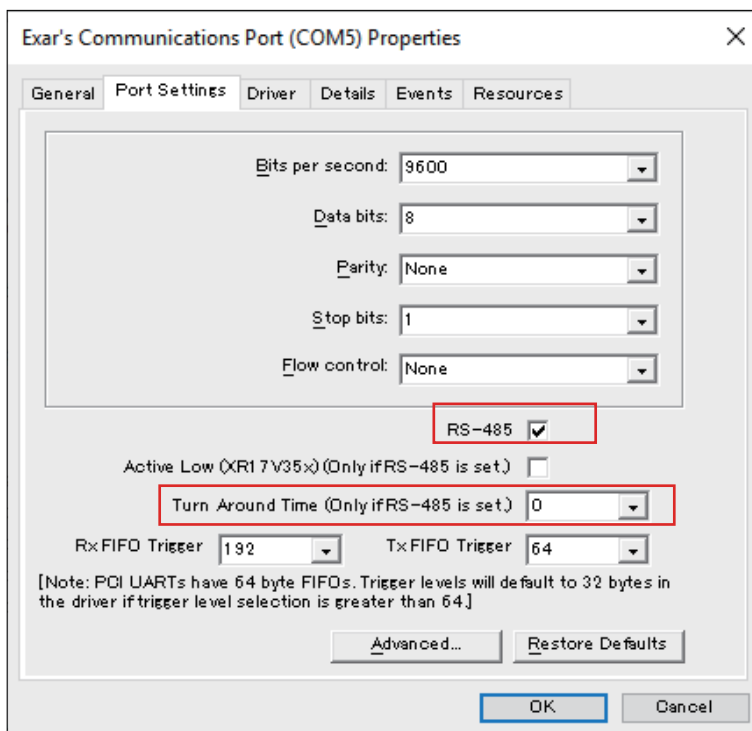 Exar's Communications Port (COM5) Properties
General Port Settings Driver Details Events Resources
Bits per second: 9600
Data bits: 8
Parity: None
Stop bits: 1
Flow control: None
RS-485
Active Low (XR17V35x)(Only if RS-485 is set.)
Turn Around Time (Only if RS-485 is set.) 0
Rx FIFO Trigger 192 Tx FIFO Trigger 64
[Note: PCI UARTs have 64 byte FIFOs. Trigger levels will default to 32 bytes in
the driver if trigger level selection is greater than 64.]
Advanced... Restore Defaults
OK Cancel